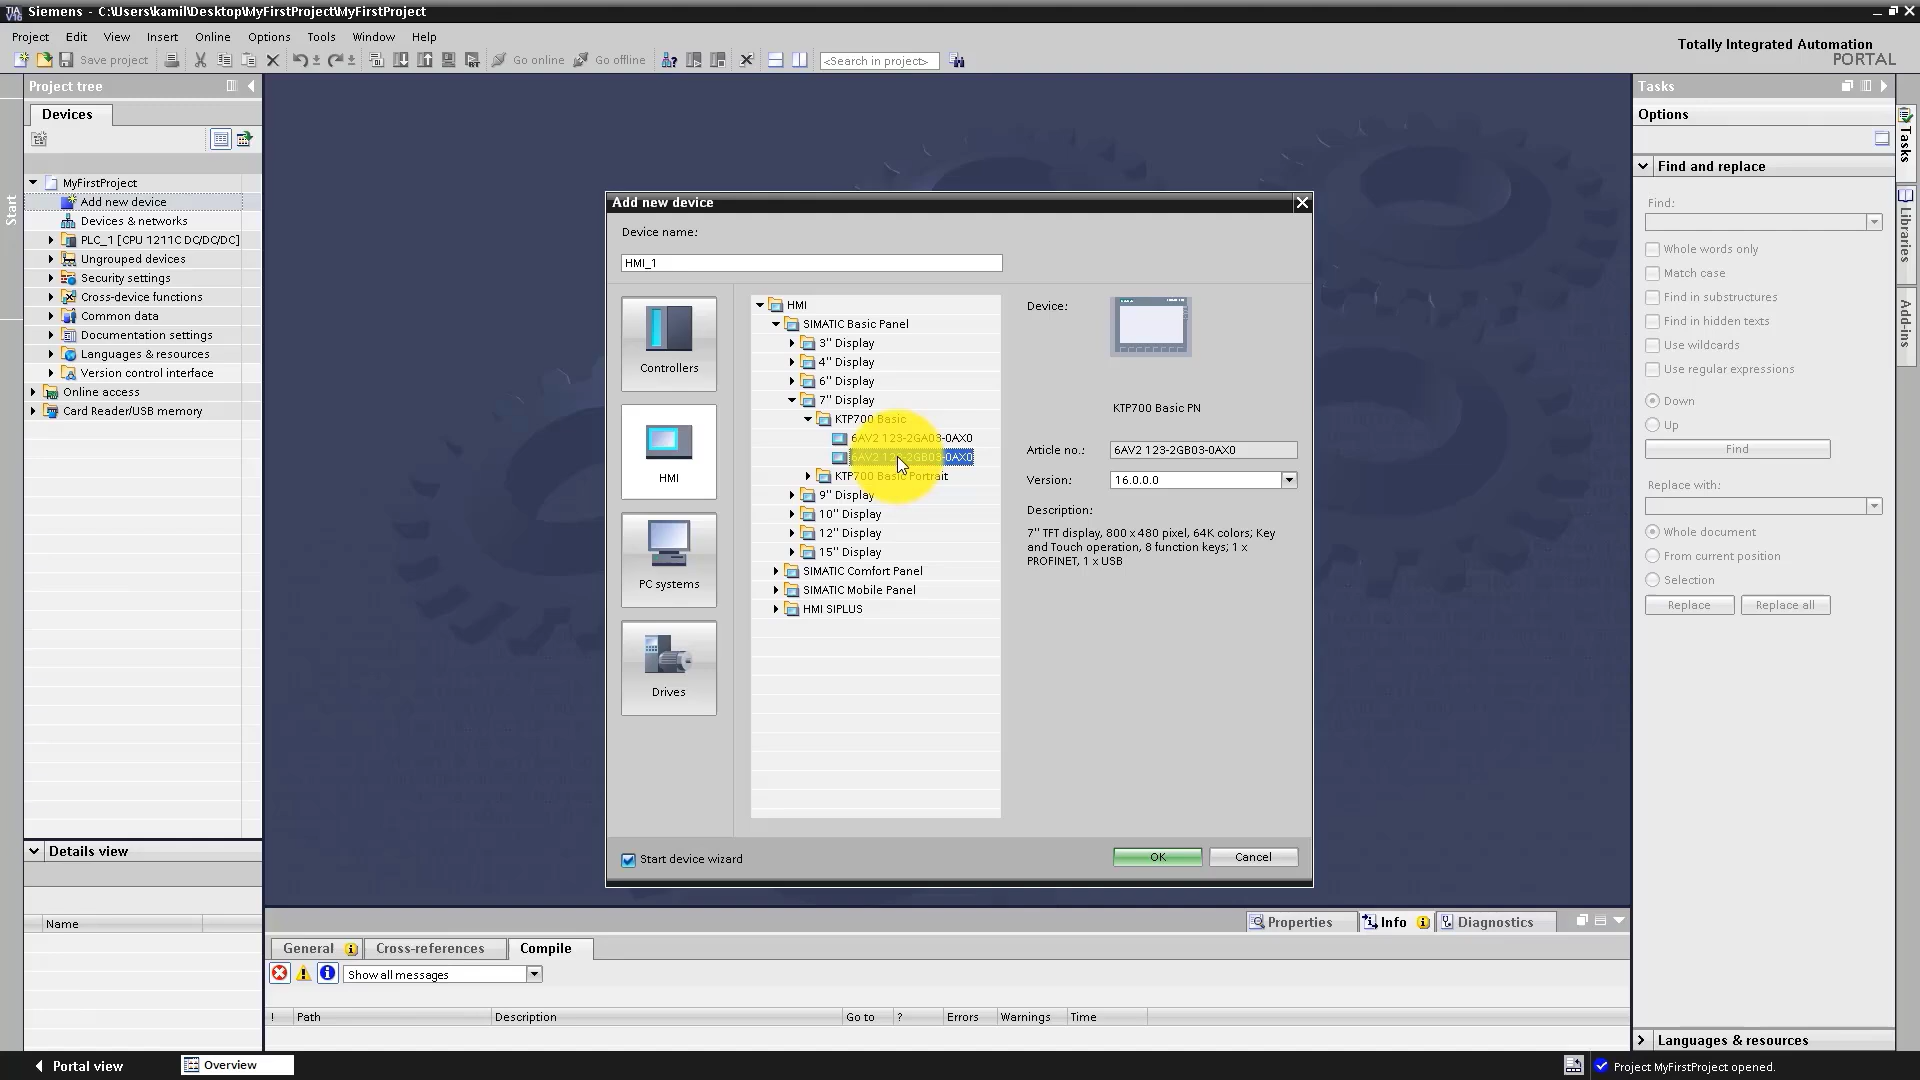 Siemens - C:\Users\kamil\Desktop\MyFirstProject\MyFirstProject
Project Edit View Insert Online Options Tools Window Help
Totally Integrated Automation
PORTAL
Save project
Go online
Go offline
<Search in project>
Project tree
Devices
Start
MyFirstProject
Add new device
Devices & networks
PLC_1 [CPU 1211C DC/DC/DC]
Ungrouped devices
Security settings
Cross-device functions
Common data
Documentation settings
Languages & resources
Version control interface
Online access
Card Reader/USB memory
Details view
Name
Add new device
Device name:
HMI_1
Controllers
HMI
PC systems
Drives
HMI
SIMATIC Basic Panel
3'' Display
4'' Display
6'' Display
7'' Display
KTP700 Basic
6AV2 123-2GA03-0AX0
6AV2 123-2GB03-0AX0
KTP700 Basic Portrait
9'' Display
10'' Display
12'' Display
15'' Display
SIMATIC Comfort Panel
SIMATIC Mobile Panel
HMI SIPLUS
Device:
KTP700 Basic PN
Article no.: 6AV2 123-2GB03-0AX0
Version: 16.0.0.0
Description:
7'' TFT display, 800 x 480 pixel, 64K colors; Key
and Touch operation, 8 function keys; 1 x
PROFINET, 1 x USB
Start device wizard
OK
Cancel
Properties
Info
Diagnostics
General
Cross-references
Compile
Show all messages
! Path Description Go to ? Errors Warnings Time
Tasks
Options
Find and replace
Find:
Whole words only
Match case
Find in substructures
Find in hidden texts
Use wildcards
Use regular expressions
Down
Up
Find
Replace with:
Whole document
From current position
Selection
Replace
Replace all
Languages & resources
Tasks
Libraries
Add-ins
Portal view
Overview
Project MyFirstProject opened.